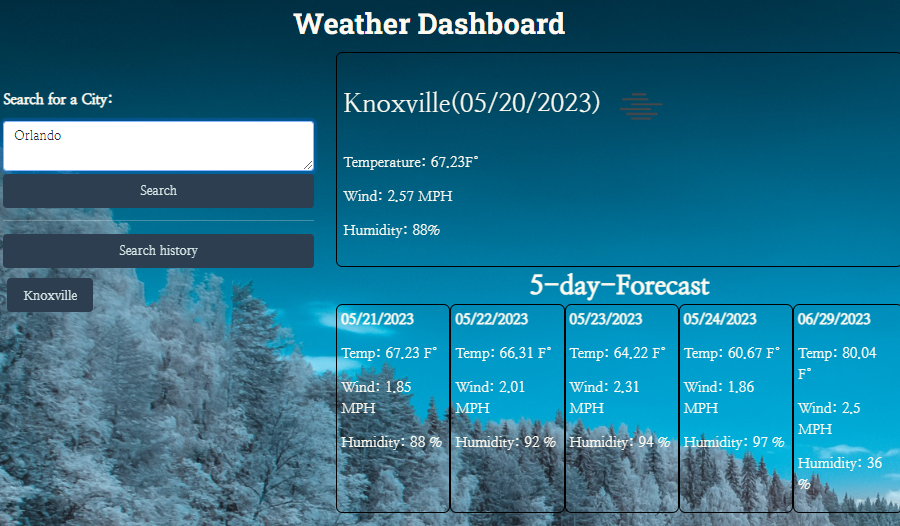 Weather Dashboard
Search for a City:
Orlando
Search
Search history
Knoxville
Knoxville(05/20/2023)
Temperature: 67.23F°
Wind: 2.57 MPH
Humidity: 88%
5-day-Forecast
05/21/2023
Temp: 67.23 F°
Wind: 1.85
MPH
Humidity: 88 %
05/22/2023
Temp: 66.31 F°
Wind: 2.01
MPH
Humidity: 92 %
05/23/2023
Temp: 64.22 F°
Wind: 2.31
MPH
Humidity: 94 %
05/24/2023
Temp: 60.67 F°
Wind: 1.86
MPH
Humidity: 97 %
06/29/2023
Temp: 80.04
F°
Wind: 2.5
MPH
Humidity: 36
%